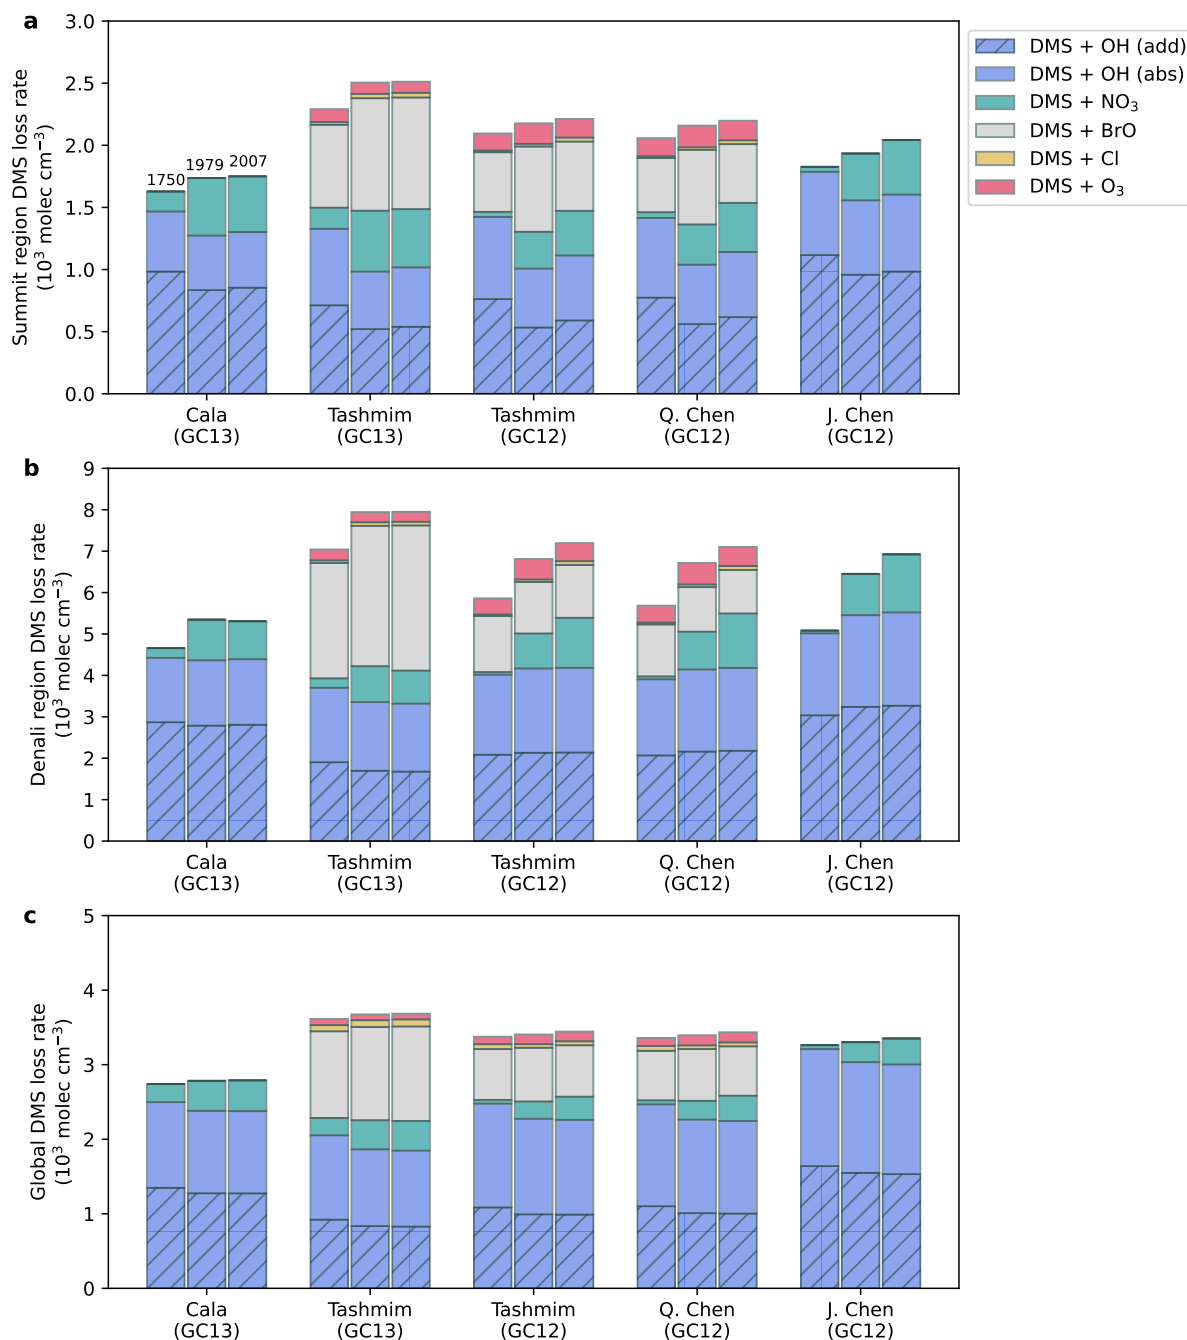 a
Summit region DMS loss rate
(10³ molec cm⁻³)
3.0
2.5
2.0
1.5
1.0
0.5
0.0
1750
1979
2007
Cala
(GC13)
Tashmim
(GC13)
Tashmim
(GC12)
Q. Chen
(GC12)
J. Chen
(GC12)
DMS + OH (add)
DMS + OH (abs)
DMS + NO₃
DMS + BrO
DMS + Cl
DMS + O₃
b
Denali region DMS loss rate
(10³ molec cm⁻³)
9
8
7
6
5
4
3
2
1
0
Cala
(GC13)
Tashmim
(GC13)
Tashmim
(GC12)
Q. Chen
(GC12)
J. Chen
(GC12)
c
Global DMS loss rate
(10³ molec cm⁻³)
5
4
3
2
1
0
Cala
(GC13)
Tashmim
(GC13)
Tashmim
(GC12)
Q. Chen
(GC12)
J. Chen
(GC12)